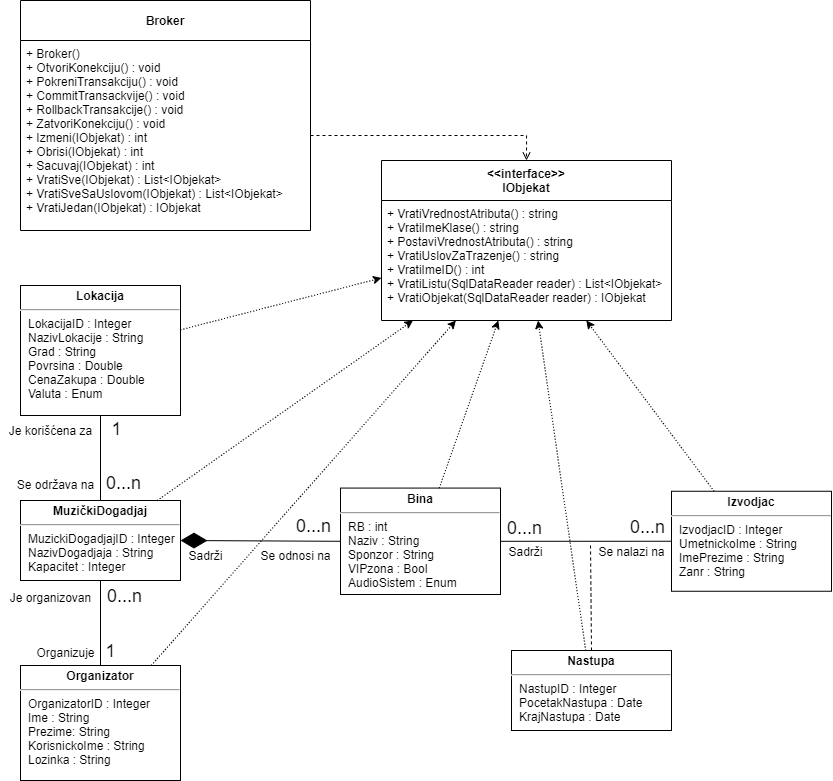 Broker
+ Broker()
+ OtvoriKonekciju() : void
+ PokreniTransakciju() : void
+ CommitTransackvije() : void
+ RollbackTransakcije() : void
+ ZatvoriKonekciju() : void
+ Izmeni(IObjekat) : int
+ Obrisi(IObjekat) : int
+ Sacuvaj(IObjekat) : int
+ VratiSve(IObjekat) : List<IObjekat>
+ VratiSveSaUslovom(IObjekat) : List<IObjekat>
+ VratiJedan(IObjekat) : IObjekat
<<interface>>
IObjekat
+ VratiVrednostAtributa() : string
+ VratiImeKlase() : string
+ PostaviVrednostAtributa() : string
+ VratiUslovZaTrazenje() : string
+ VratiImeID() : int
+ VratiListu(SqlDataReader reader) : List<IObjekat>
+ VratiObjekat(SqlDataReader reader) : IObjekat
Lokacija
LokacijaID : Integer
NazivLokacije : String
Grad : String
Povrsina : Double
CenaZakupa : Double
Valuta : Enum
Je korišćena za
1
Se održava na
0...n
MuzičkiDogadjaj
MuzickiDogadjajID : Integer
NazivDogadjaja : String
Kapacitet : Integer
Sadrži
0...n
Se odnosi na
Bina
RB : int
Naziv : String
Sponzor : String
VIPzona : Bool
AudioSistem : Enum
0...n
Sadrži
0...n
Se nalazi na
Izvodjac
IzvodjacID : Integer
UmetnickoIme : String
ImePrezime : String
Zanr : String
Je organizovan
0...n
Organizuje
1
Organizator
OrganizatorID : Integer
Ime : String
Prezime: String
KorisnickoIme : String
Lozinka : String
Nastupa
NastupID : Integer
PocetakNastupa : Date
KrajNastupa : Date